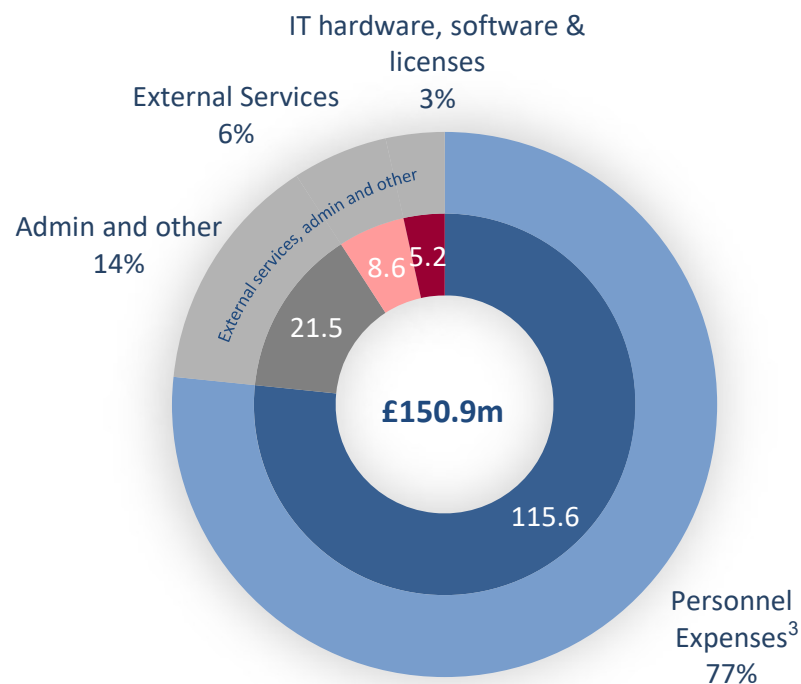 IT hardware, software &
licenses
3%
External Services
6%
Admin and other
14%
External services, admin and other
5.2
8.6
21.5
£150.9m
115.6
Personnel
Expenses³
77%